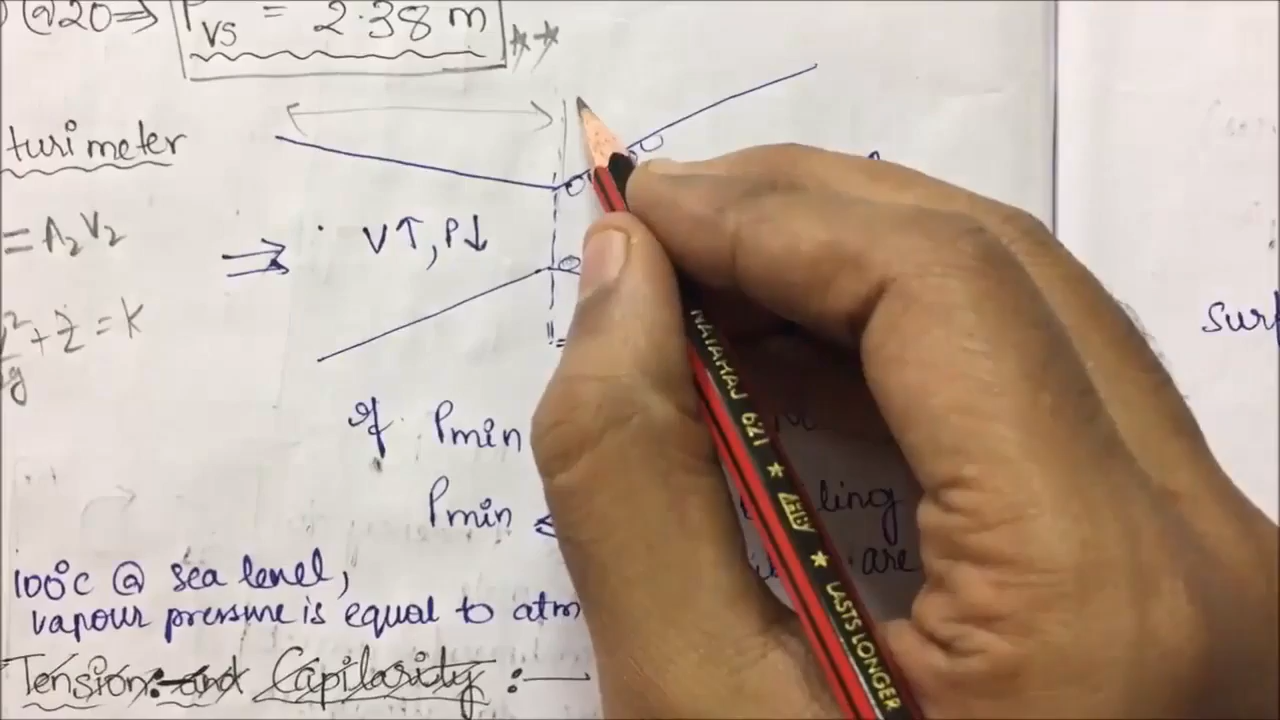 @20 ⇒ PVS = 2.38 m
turimeter
= A2V2
⇒ V↑, P↓
+ Z = K
If Pmin
Pmin <
ling
are
100°C @ sea level,
vapour pressure is equal to atm
Tension and Capilarity :—
NATARAJ 621 ★ ★ LASTS LONGER